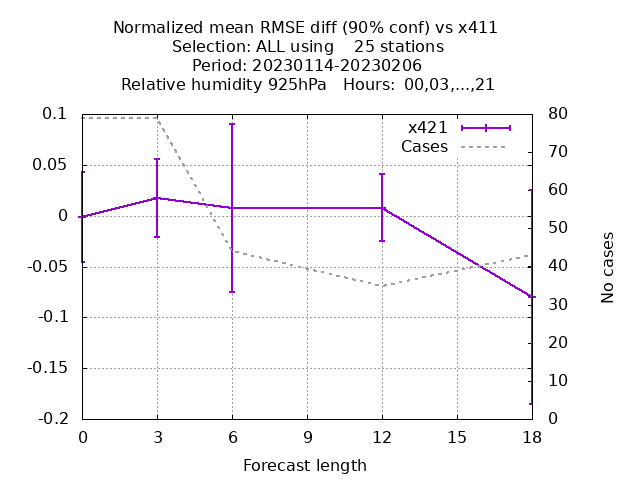 Normalized mean RMSE diff (90% conf) vs x411
Selection: ALL using    25 stations
Period: 20230114-20230206
Relative humidity 925hPa   Hours:  00,03,...,21
0.1
0.05
0
-0.05
-0.1
-0.15
-0.2
x421
Cases
80
70
60
50
40
30
20
10
0
No cases
0 3 6 9 12 15 18
Forecast length